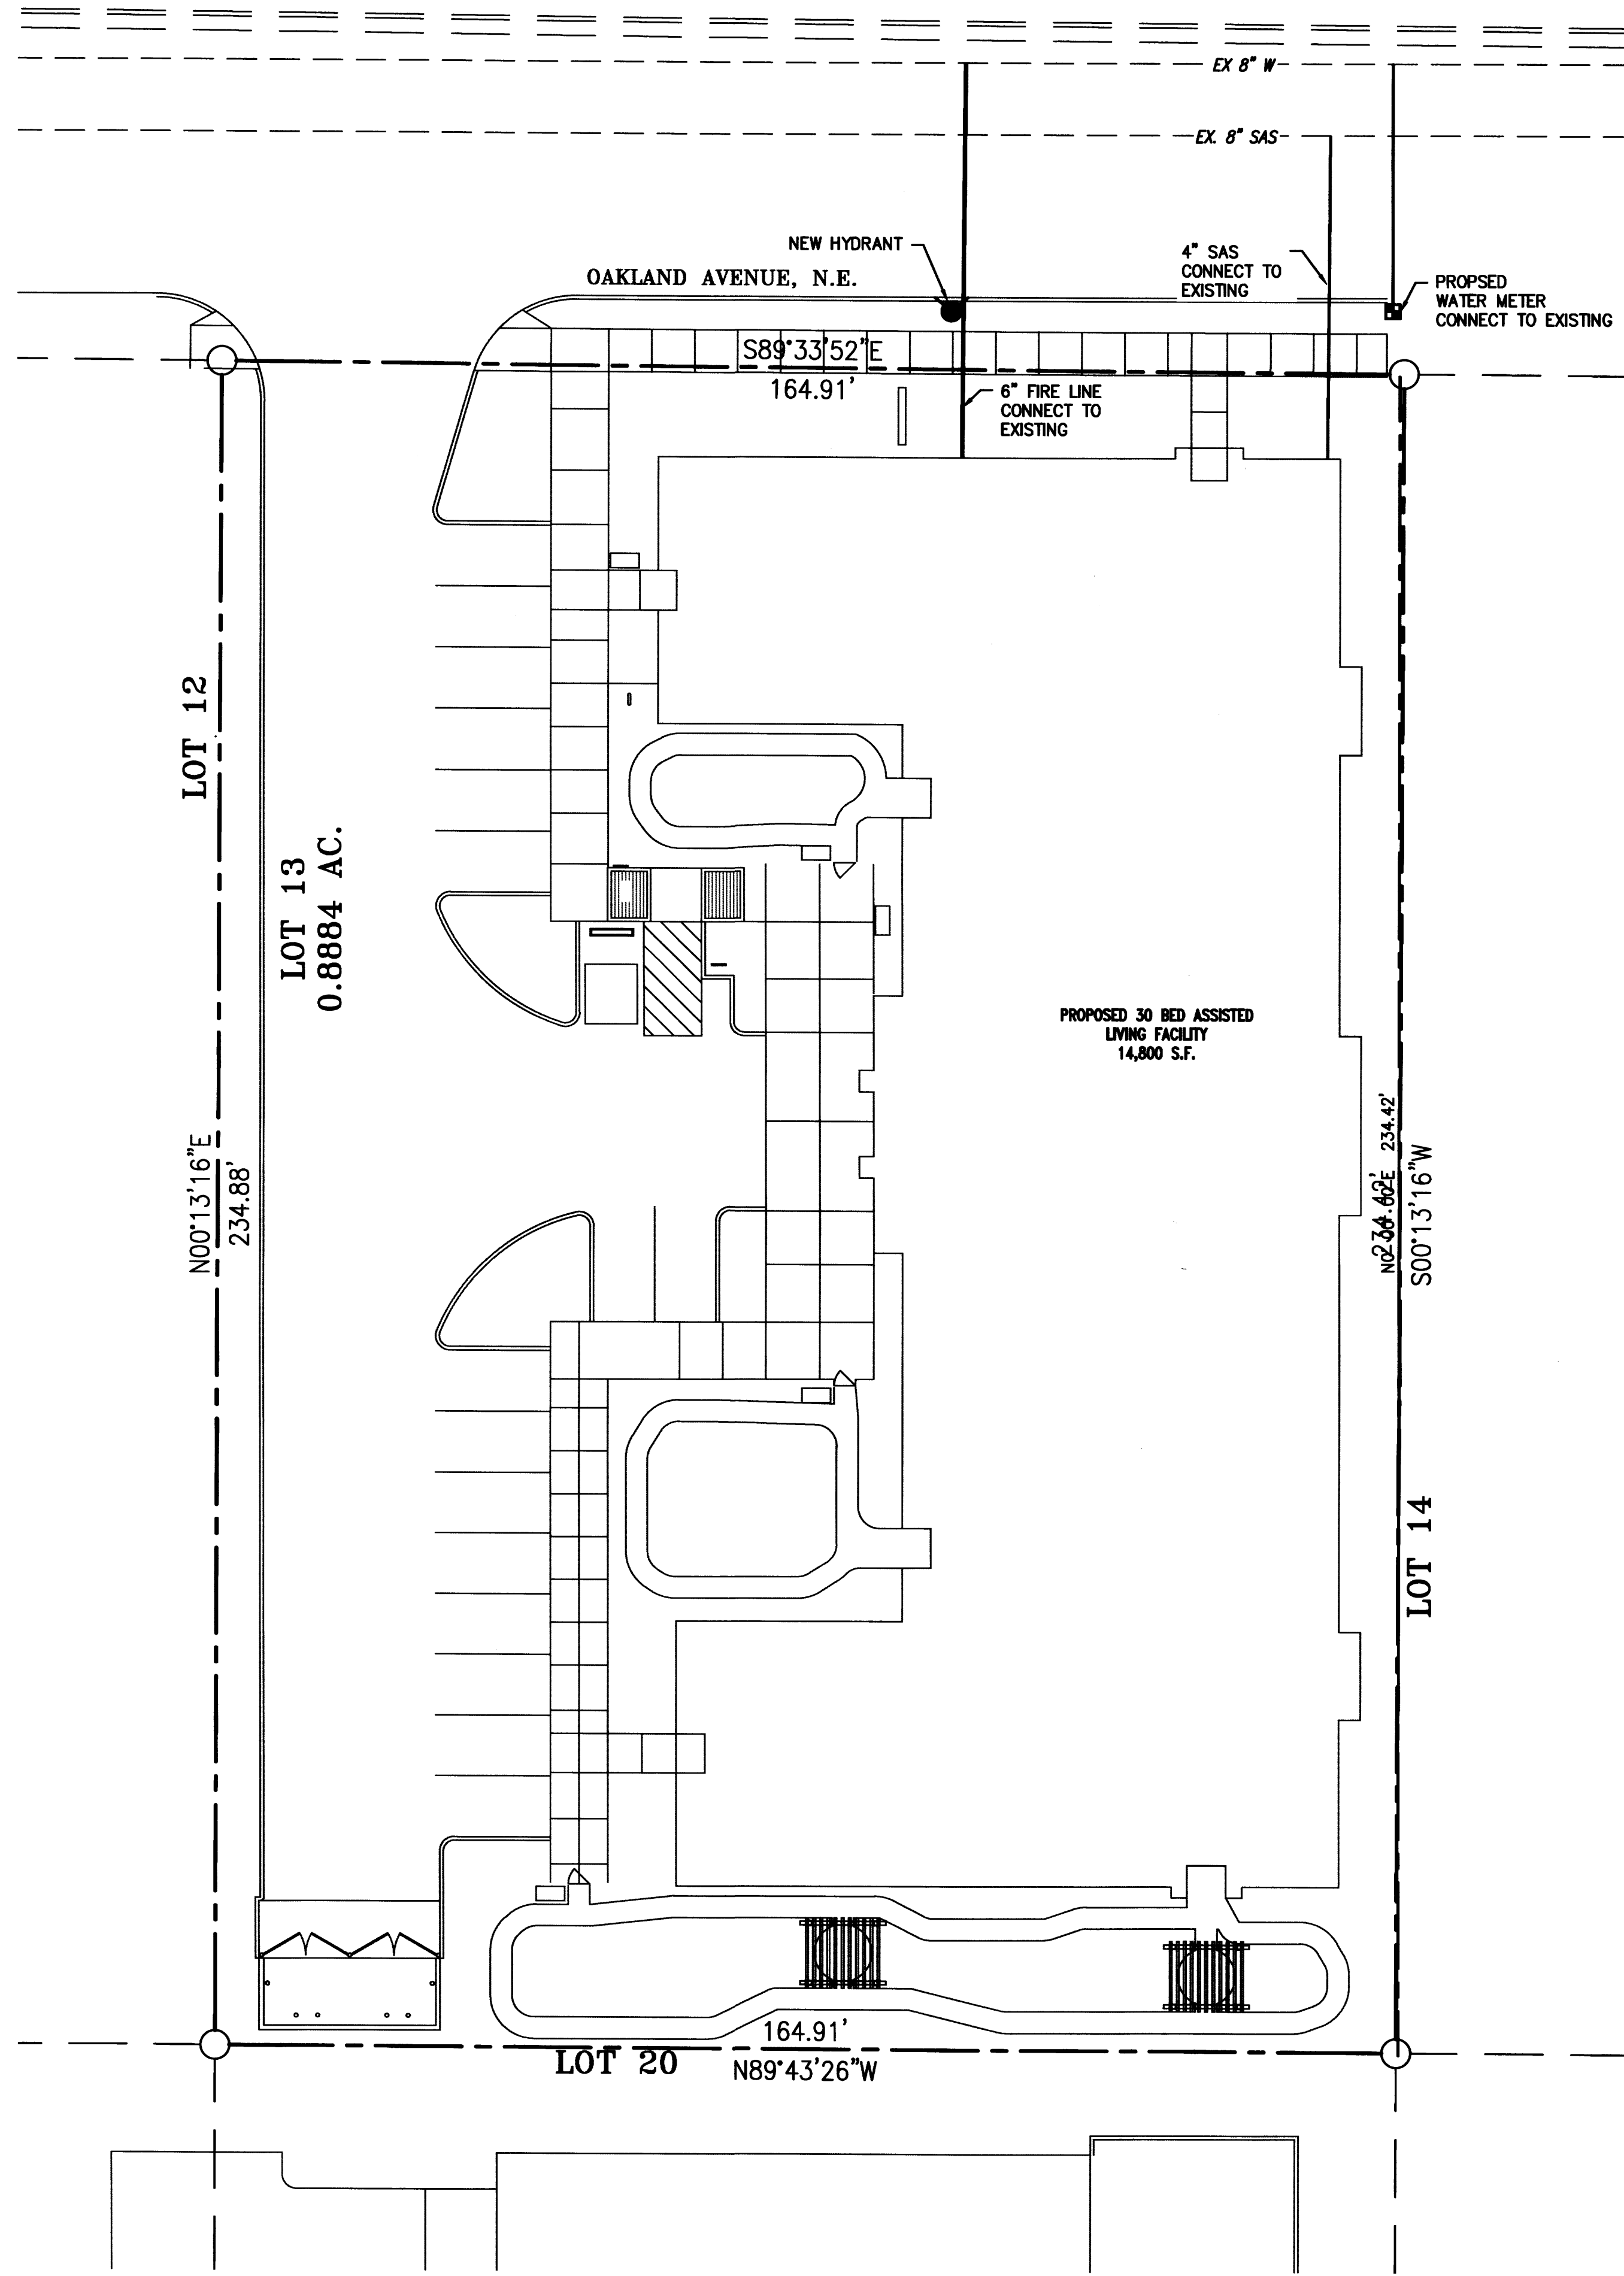 EX 8" W
EX. 8" SAS
NEW HYDRANT
OAKLAND AVENUE, N.E.
4" SAS
CONNECT TO
EXISTING
PROPSED
WATER METER
CONNECT TO EXISTING
S89°33'52"E
164.91'
6" FIRE LINE
CONNECT TO
EXISTING
LOT 12
LOT 13
0.8884 AC.
PROPOSED 30 BED ASSISTED
LIVING FACILITY
14,800 S.F.
N00°13'16"E
234.88'
234.42'
234.42'
S00°13'16"W
LOT 14
164.91'
LOT 20
N89°43'26"W